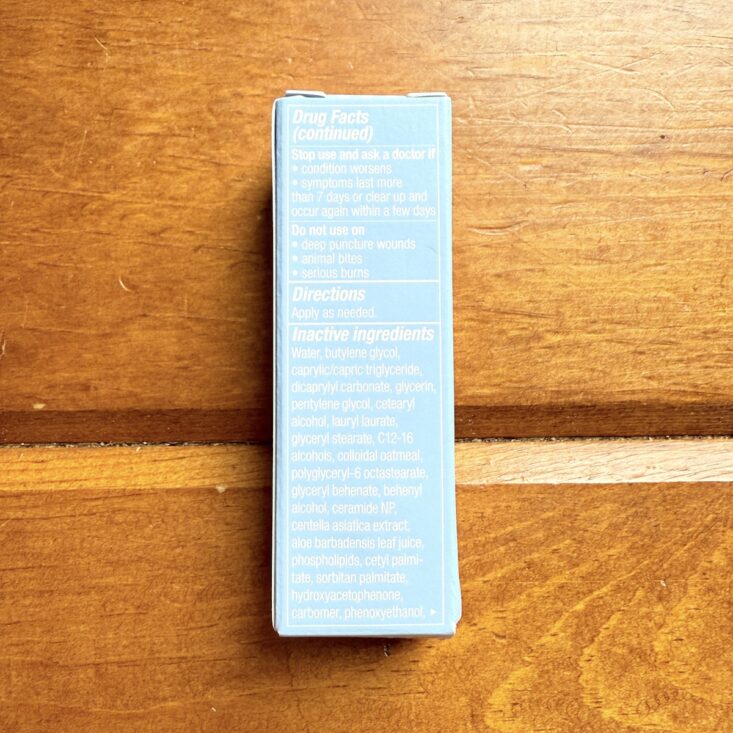 Drug Facts
(continued)
Stop use and ask a doctor if
• condition worsens
• symptoms last more
than 7 days or clear up and
occur again within a few days
Do not use on
• deep puncture wounds
• animal bites
• serious burns
Directions
Apply as needed.
Inactive ingredients
Water, butylene glycol,
caprylic/capric triglyceride,
dicaprylyl carbonate, glycerin,
pentylene glycol, cetearyl
alcohol, lauryl laurate,
glyceryl stearate, C12-16
alcohols, colloidal oatmeal,
polyglyceryl-6 octastearate,
glyceryl behenate, behenyl
alcohol, ceramide NP,
centella asiatica extract,
aloe barbadensis leaf juice,
phospholipids, cetyl palmi-
tate, sorbitan palmitate,
hydroxyacetophenone,
carbomer, phenoxyethanol, ▸